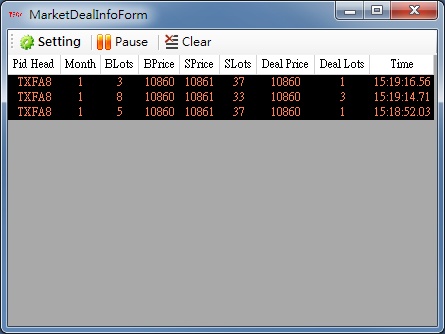 MarketDealInfoForm
Setting Pause Clear
Pid Head Month BLots BPrice SPrice SLots Deal Price Deal Lots Time
TXFA8 1 3 10860 10861 37 10860 1 15:19:16.56
TXFA8 1 8 10860 10861 33 10860 3 15:19:14.71
TXFA8 1 5 10860 10861 37 10860 1 15:18:52.03